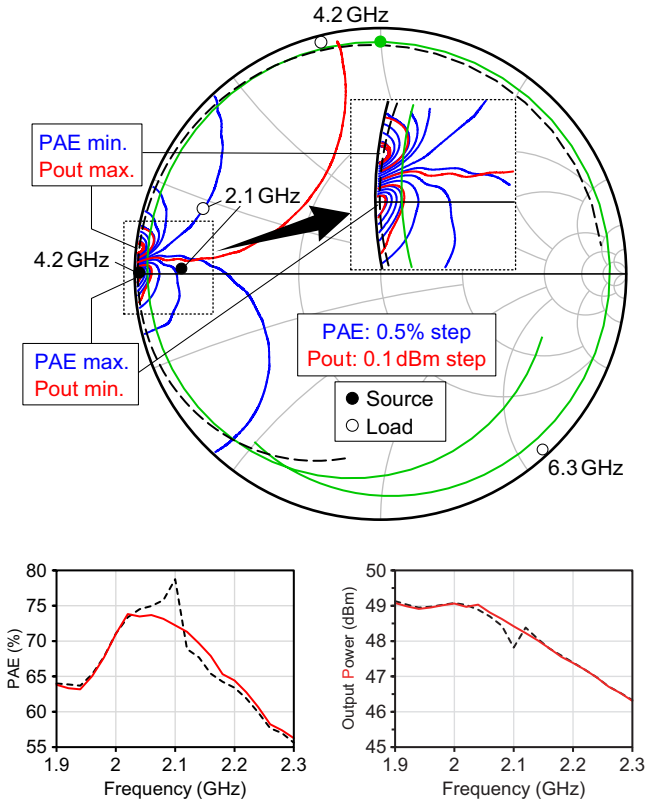 4.2 GHz
PAE min.
Pout max.
2.1 GHz
4.2 GHz
PAE max.
Pout min.
PAE: 0.5% step
Pout: 0.1 dBm step
Source
Load
6.3 GHz
80
75
70
65
60
55
PAE (%)
1.9
2
2.1
2.2
2.3
Frequency (GHz)
50
49
48
47
46
45
Output Power (dBm)
1.9
2
2.1
2.2
2.3
Frequency (GHz)